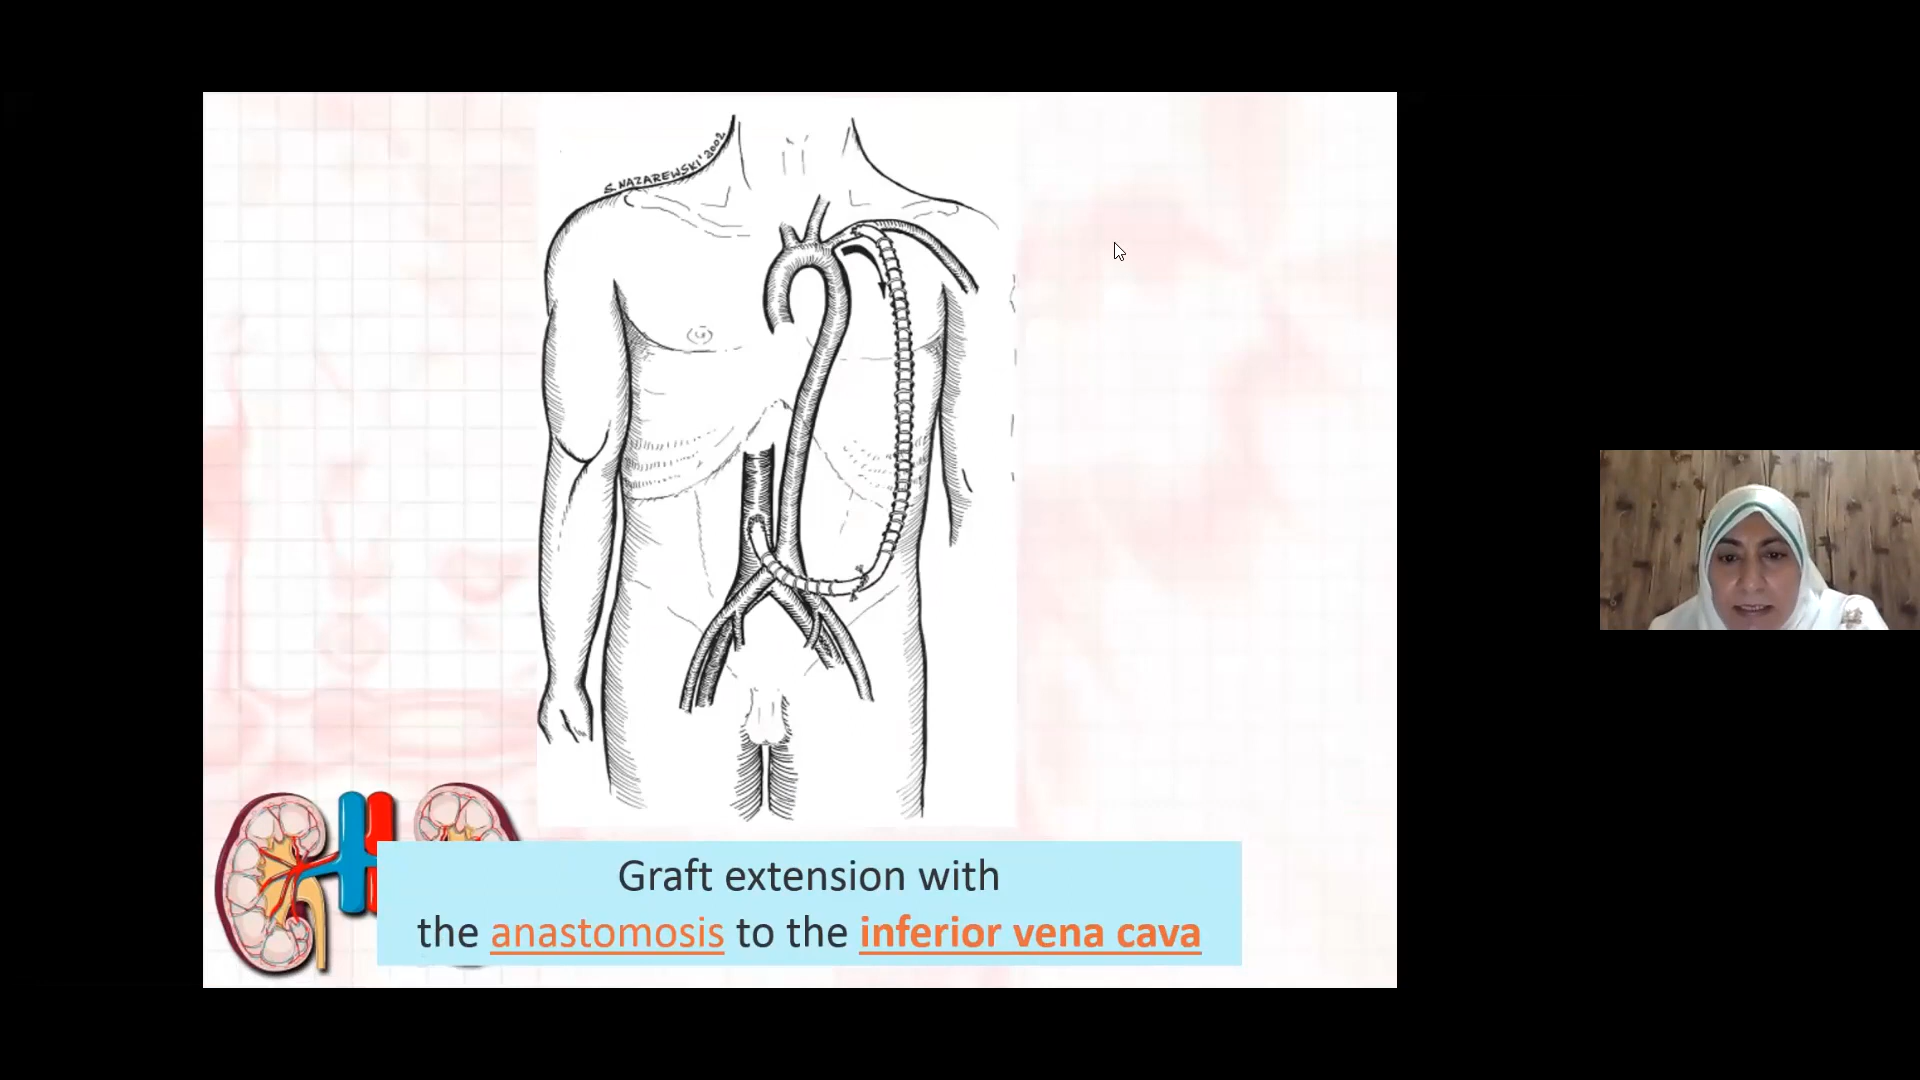 S. NAZAREWSKI'2002
Graft extension with
the anastomosis to the inferior vena cava